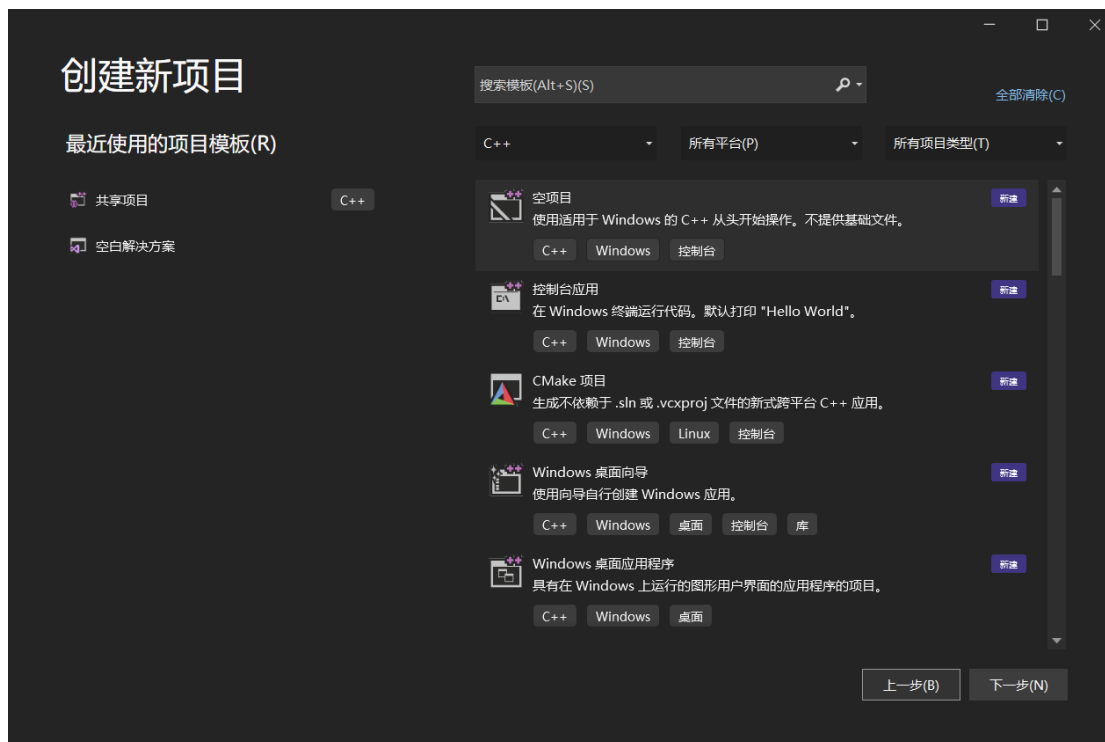 创建新项目
搜索模板(Alt+S)(S)
全部清除(C)
最近使用的项目模板(R)
C++
所有平台(P)
所有项目类型(T)
共享项目
C++
空白解决方案
空项目
新建
使用适用于 Windows 的 C++ 从头开始操作。不提供基础文件。
C++ Windows 控制台
控制台应用
新建
在 Windows 终端运行代码。默认打印 "Hello World"。
C++ Windows 控制台
CMake 项目
新建
生成不依赖于 .sln 或 .vcxproj 文件的新式跨平台 C++ 应用。
C++ Windows Linux 控制台
Windows 桌面向导
新建
使用向导自行创建 Windows 应用。
C++ Windows 桌面 控制台 库
Windows 桌面应用程序
新建
具有在 Windows 上运行的图形用户界面的应用程序的项目。
C++ Windows 桌面
上一步(B)
下一步(N)